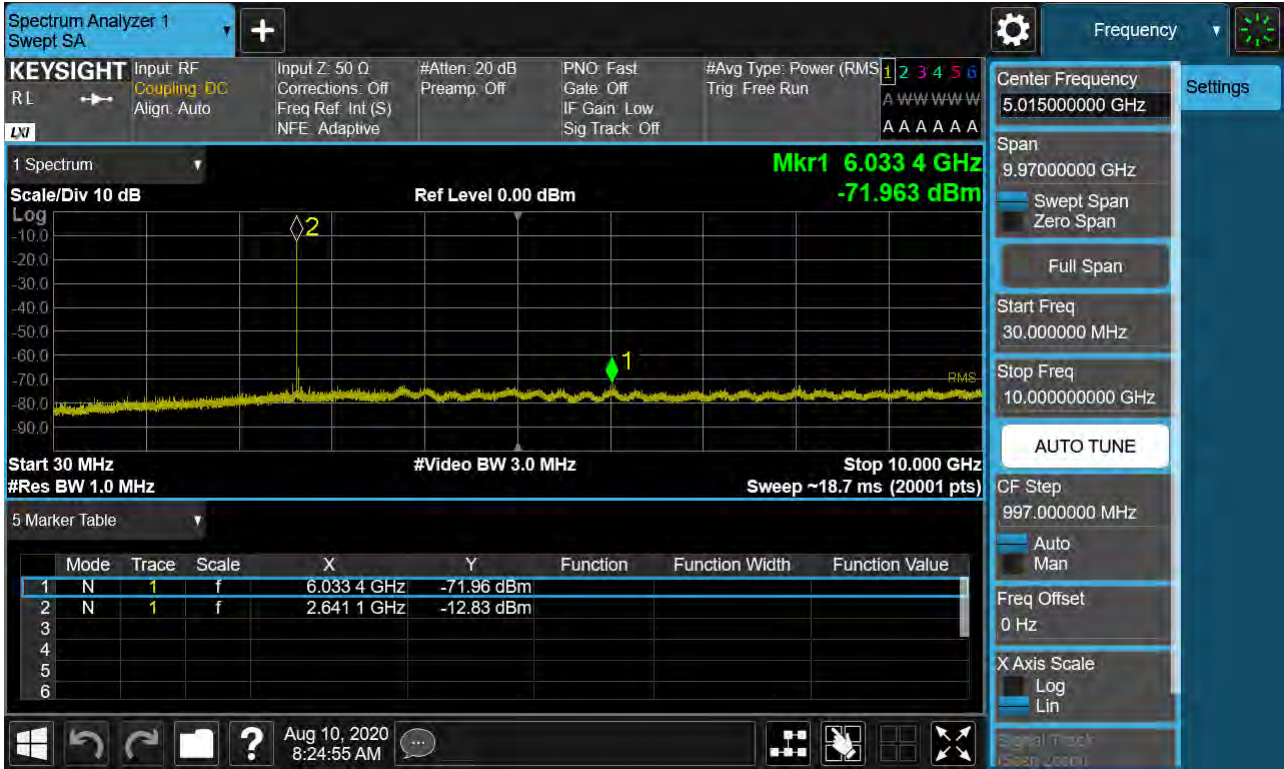 Spectrum Analyzer 1
Swept SA
+
Frequency
KEYSIGHT
RL
LXI
Input: RF
Coupling: DC
Align: Auto
Input Z: 50 Ω
Corrections: Off
Freq Ref: Int (S)
NFE: Adaptive
#Atten: 20 dB
Preamp: Off
PNO: Fast
Gate: Off
IF Gain: Low
Sig Track: Off
#Avg Type: Power (RMS
Trig: Free Run
1 2 3 4 5 6
A W W W W W
A A A A A A
1 Spectrum
Mkr1 6.033 4 GHz
-71.963 dBm
Scale/Div 10 dB
Ref Level 0.00 dBm
Log
-10.0
-20.0
-30.0
-40.0
-50.0
-60.0
-70.0
-80.0
-90.0
2
1
RMS
Start 30 MHz
#Video BW 3.0 MHz
Stop 10.000 GHz
#Res BW 1.0 MHz
Sweep ~18.7 ms (20001 pts)
5 Marker Table
Mode Trace Scale X Y Function Function Width Function Value
1 N 1 f 6.033 4 GHz -71.96 dBm
2 N 1 f 2.641 1 GHz -12.83 dBm
3
4
5
6
?
Aug 10, 2020
8:24:55 AM
Center Frequency
5.015000000 GHz
Settings
Span
9.97000000 GHz
Swept Span
Zero Span
Full Span
Start Freq
30.000000 MHz
Stop Freq
10.000000000 GHz
AUTO TUNE
CF Step
997.000000 MHz
Auto
Man
Freq Offset
0 Hz
X Axis Scale
Log
Lin
Signal Track
(Span Zoom)